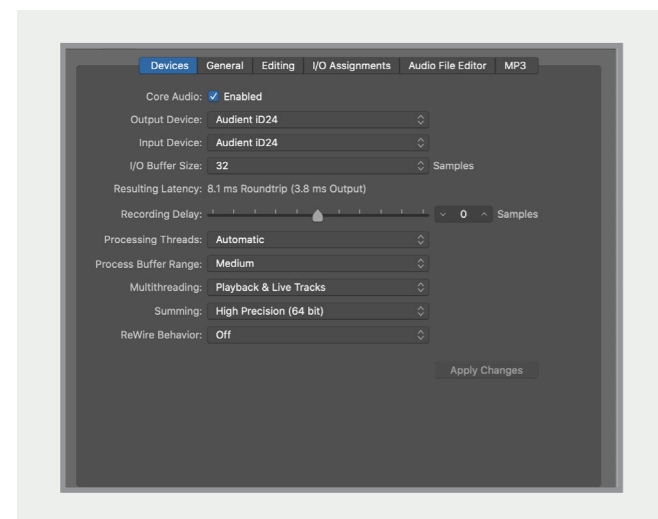 Devices General Editing I/O Assignments Audio File Editor MP3
Core Audio: Enabled
Output Device: Audient iD24
Input Device: Audient iD24
I/O Buffer Size: 32 Samples
Resulting Latency: 8.1 ms Roundtrip (3.8 ms Output)
Recording Delay: 0 Samples
Processing Threads: Automatic
Process Buffer Range: Medium
Multithreading: Playback & Live Tracks
Summing: High Precision (64 bit)
ReWire Behavior: Off
Apply Changes